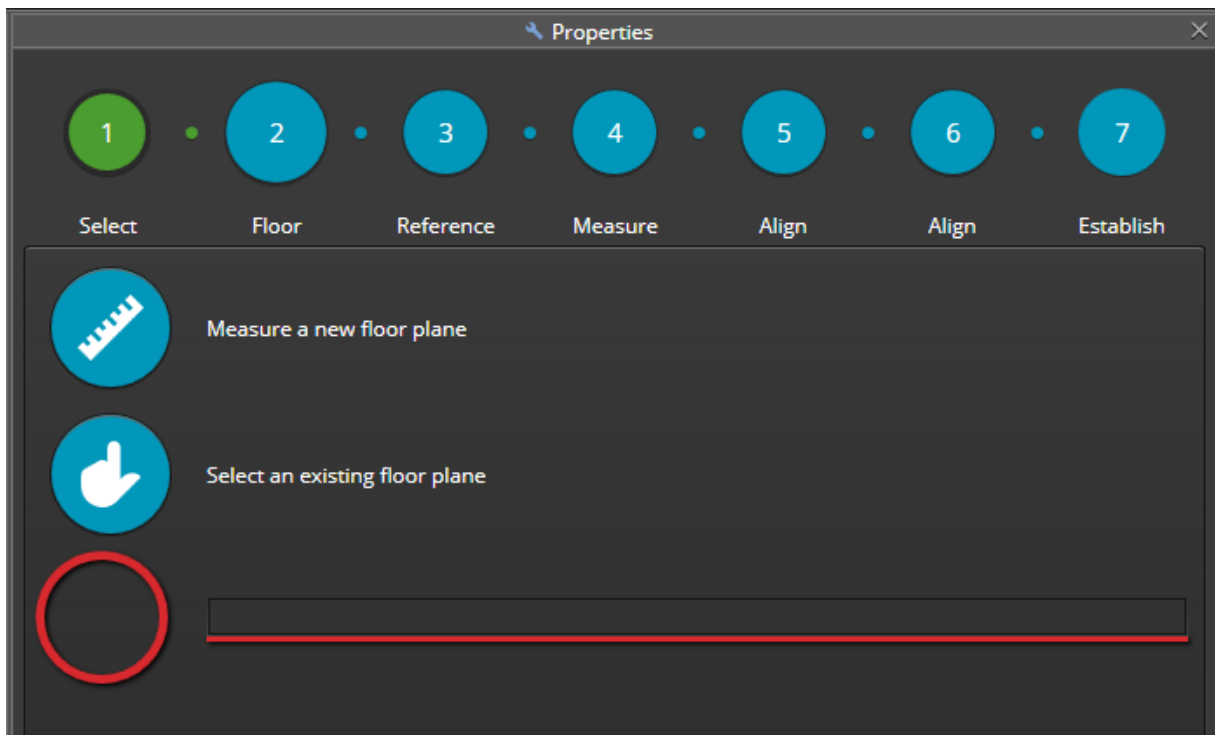 Properties
1 2 3 4 5 6 7
Select Floor Reference Measure Align Align Establish
Measure a new floor plane
Select an existing floor plane